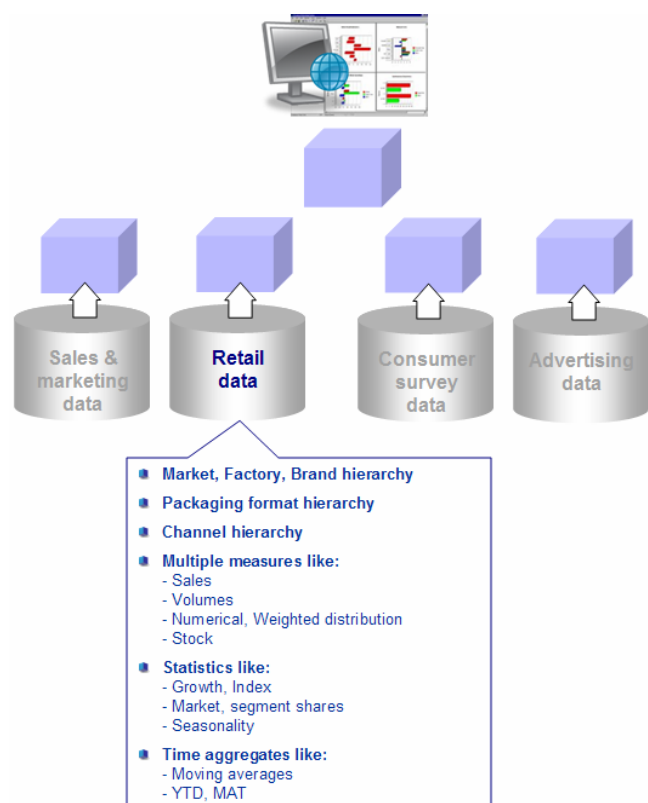 Sales &
marketing
data
Retail
data
Consumer
survey
data
Advertising
data
Market, Factory, Brand hierarchy
Packaging format hierarchy
Channel hierarchy
Multiple measures like:
- Sales
- Volumes
- Numerical, Weighted distribution
- Stock
Statistics like:
- Growth, Index
- Market, segment shares
- Seasonality
Time aggregates like:
- Moving averages
- YTD, MAT